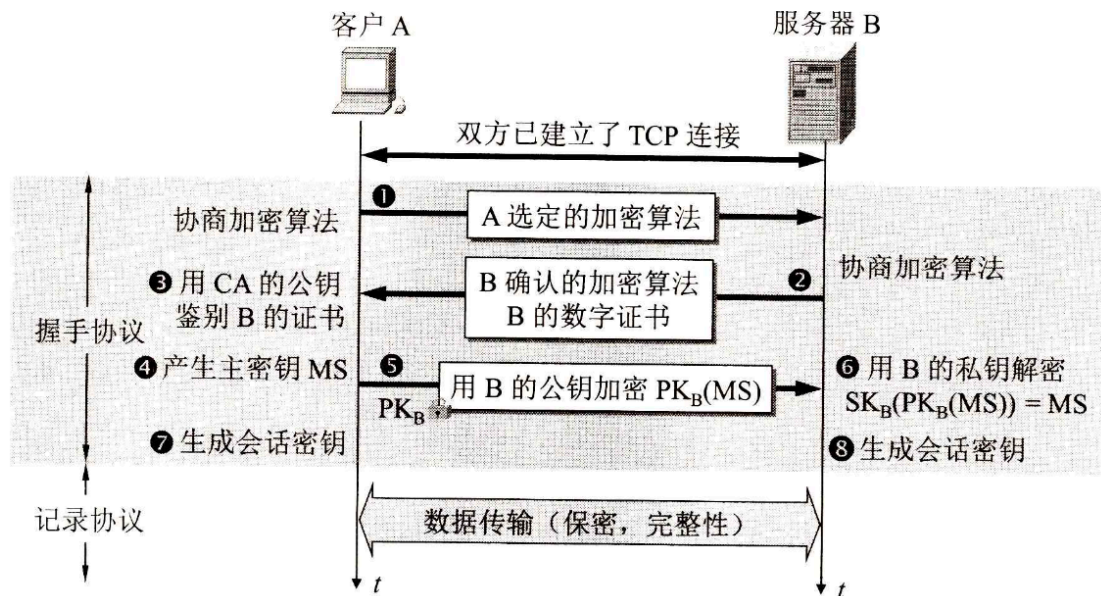 客户 A
服务器 B
双方已建立了 TCP 连接
❶
协商加密算法
A 选定的加密算法
协商加密算法
❷
B 确认的加密算法
B 的数字证书
❸ 用 CA 的公钥
鉴别 B 的证书
握手协议
❹ 产生主密钥 MS
❺
PK_B
用 B 的公钥加密 PK_B(MS)
❻ 用 B 的私钥解密
SK_B(PK_B(MS)) = MS
❼ 生成会话密钥
❽ 生成会话密钥
记录协议
数据传输（保密，完整性）
t
t